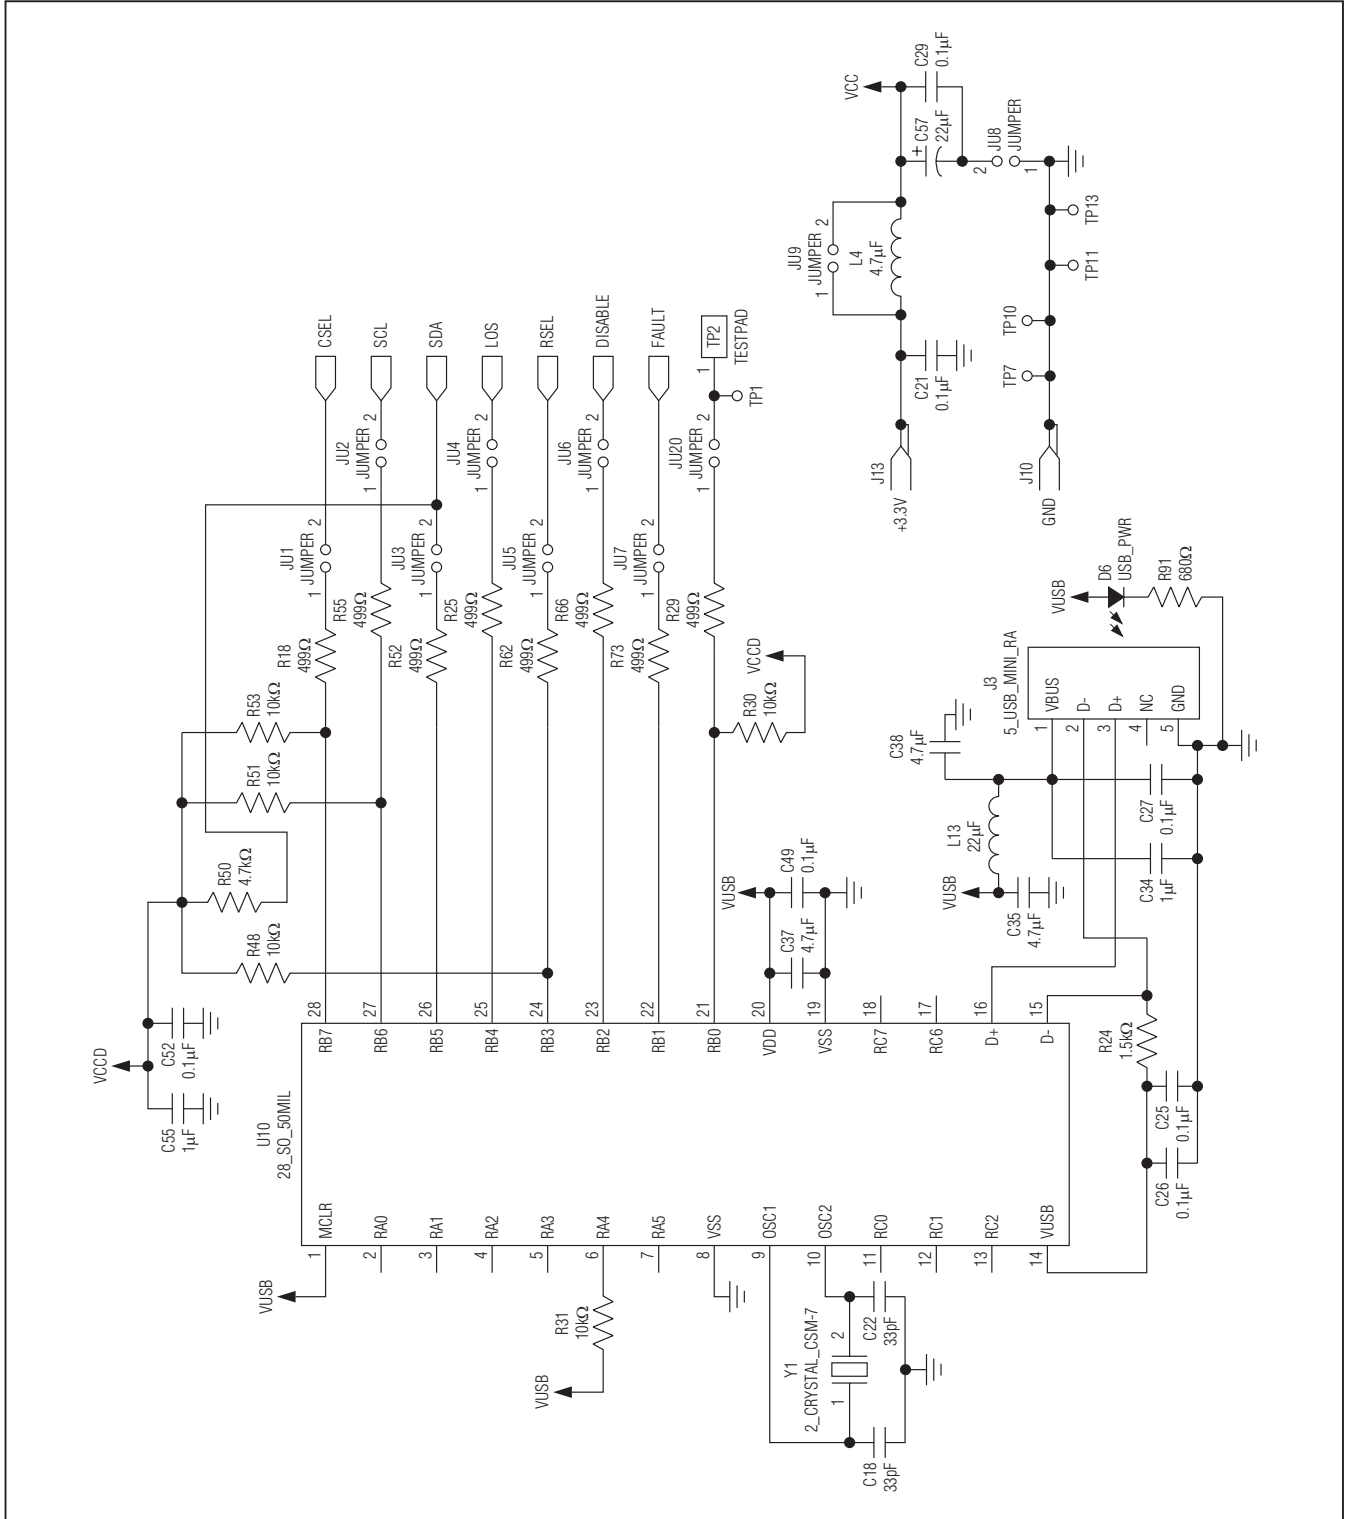 VCCD
C55
1µF
C52
0.1µF
R48
10kΩ
R50
4.7kΩ
R51
10kΩ
R53
10kΩ
R18
499Ω
JU1
JUMPER
1
2
CSEL
R55
499Ω
JU2
JUMPER
1
2
SCL
R52
499Ω
JU3
JUMPER
1
2
SDA
R25
499Ω
JU4
JUMPER
1
2
LOS
R62
499Ω
JU5
JUMPER
1
2
RSEL
R66
499Ω
JU6
JUMPER
1
2
DISABLE
R73
499Ω
JU7
JUMPER
1
2
FAULT
R29
499Ω
JU20
JUMPER
1
2
1
TP2
TESTPAD
TP1
R30
10kΩ
VCCD
U10
28_SO_50MIL
1
MCLR
2
RA0
3
RA1
4
RA2
5
RA3
6
RA4
7
RA5
8
VSS
9
OSC1
10
OSC2
11
RC0
12
RC1
13
RC2
14
VUSB
RB7
28
RB6
27
RB5
26
RB4
25
RB3
24
RB2
23
RB1
22
RB0
21
VDD
20
VSS
19
RC7
18
RC6
17
D+
16
D-
15
VUSB
VUSB
R31
10kΩ
Y1
2_CRYSTAL_CSM-7
1
2
C18
33pF
C22
33pF
VUSB
C37
4.7µF
C49
0.1µF
VUSB
C35
4.7µF
L13
22µF
C38
4.7µF
C34
1µF
C27
0.1µF
R24
1.5kΩ
C26
0.1µF
C25
0.1µF
J3
5_USB_MINI_RA
1
VBUS
2
D-
3
D+
4
NC
5
GND
VUSB
D6
USB_PWR
R91
680Ω
J13
+3.3V
C21
0.1µF
JU9
JUMPER
1
2
L4
4.7µF
VCC
C29
0.1µF
+
C57
22µF
JU8
JUMPER
2
1
J10
GND
TP7
TP10
TP11
TP13